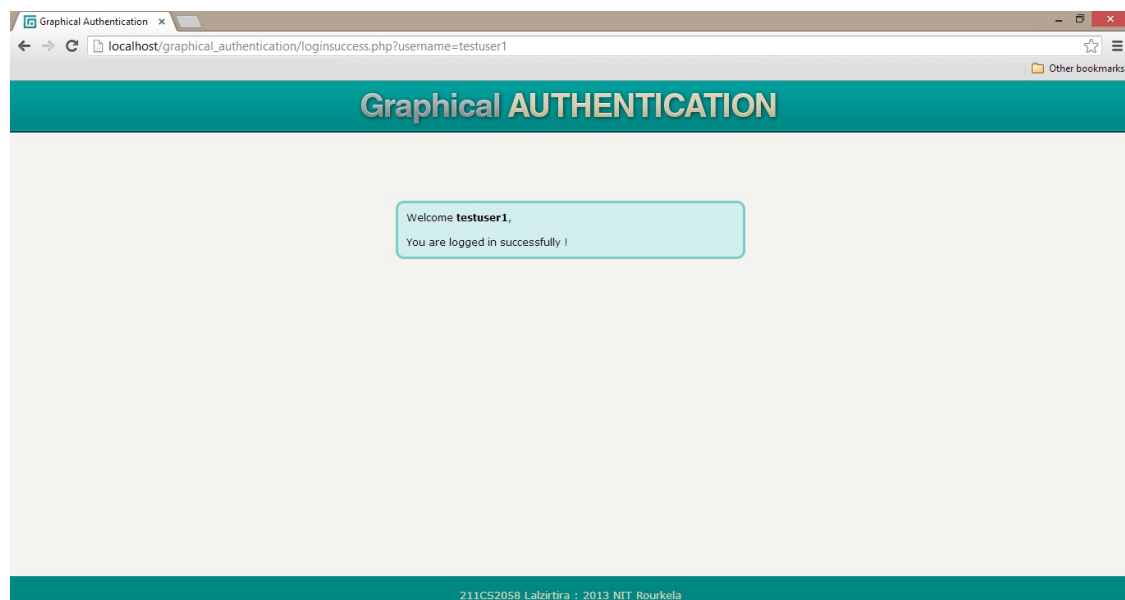 Graphical Authentication
localhost/graphical_authentication/loginsuccess.php?username=testuser1
Other bookmarks
Graphical AUTHENTICATION
Welcome testuser1,
You are logged in successfully !
211CS2058 Lalzirtira : 2013 NIT Rourkela